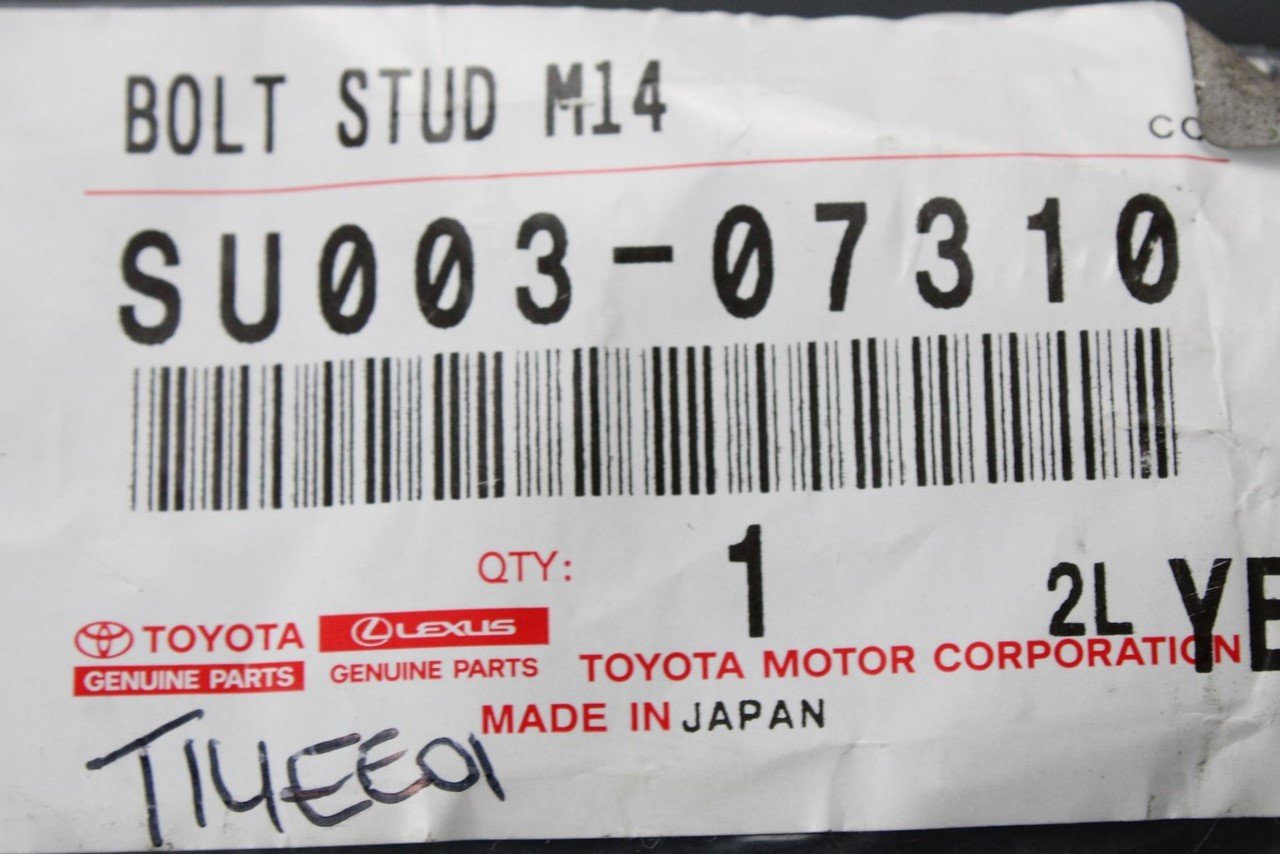 BOLT STUD M14
SU003-07310
QTY: 1
2L
TOYOTA
GENUINE PARTS
LEXUS
GENUINE PARTS
TOYOTA MOTOR CORPORATION
MADE IN JAPAN
T14EE01